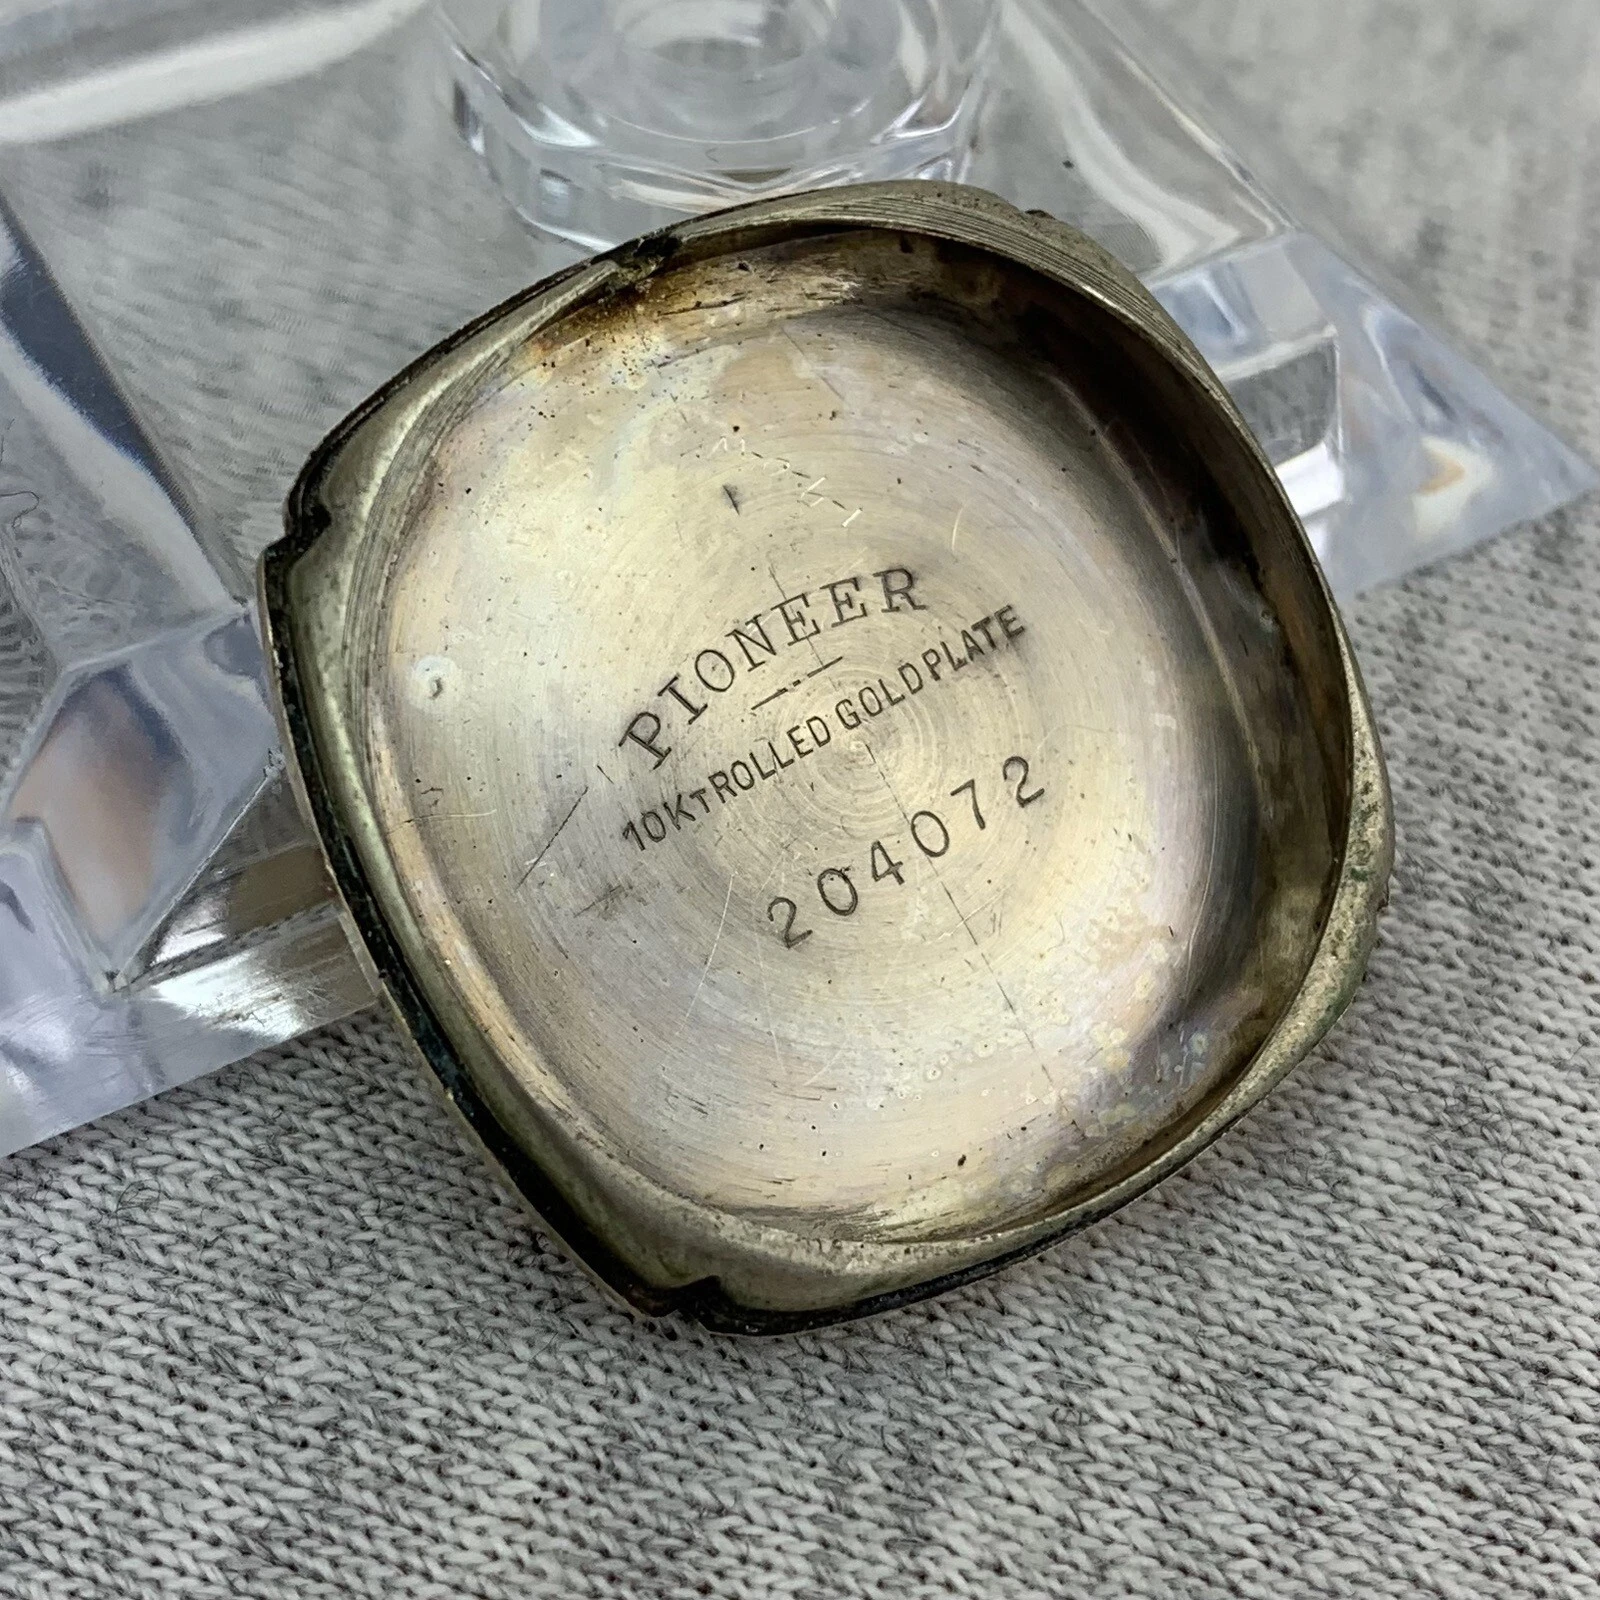 PIONEER
10KT ROLLED GOLD PLATE
204072